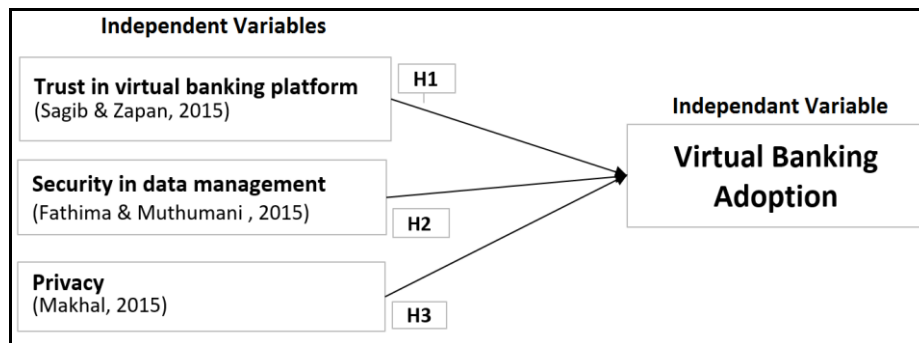 Independent Variables
Trust in virtual banking platform
(Sagib & Zapan, 2015)
H1
Security in data management
(Fathima & Muthumani , 2015)
H2
Privacy
(Makhal, 2015)
H3
Independant Variable
Virtual Banking
Adoption